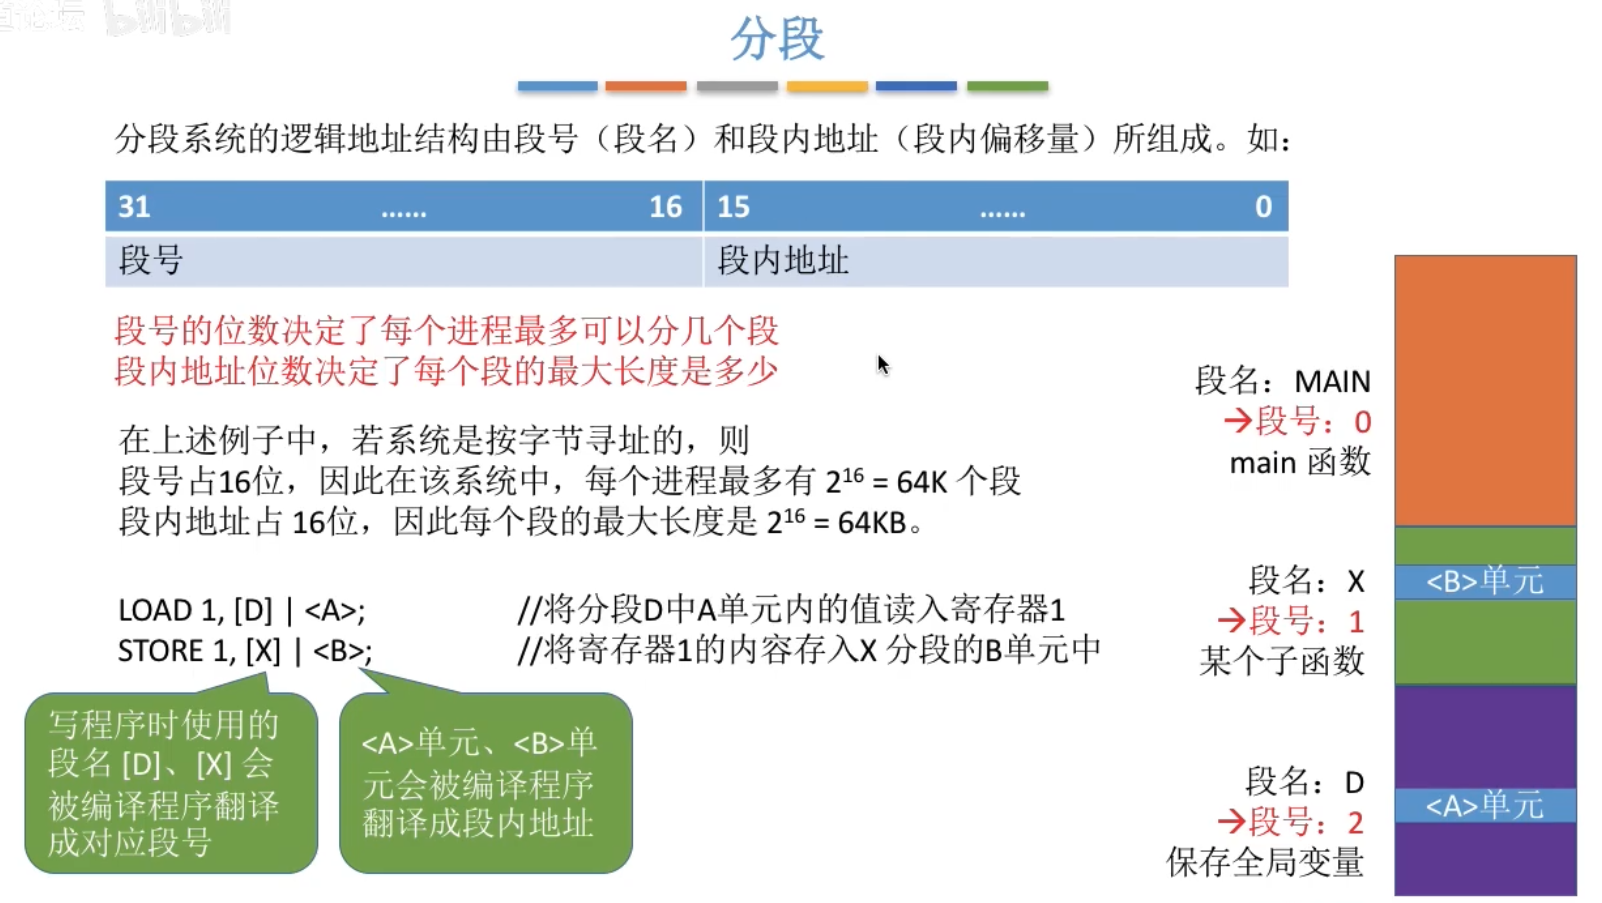 分段
分段系统的逻辑地址结构由段号（段名）和段内地址（段内偏移量）所组成。如：
31 …… 16 15 …… 0
段号 段内地址
段号的位数决定了每个进程最多可以分几个段
段内地址位数决定了每个段的最大长度是多少
在上述例子中，若系统是按字节寻址的，则
段号占16位，因此在该系统中，每个进程最多有 2¹⁶ = 64K 个段
段内地址占 16位，因此每个段的最大长度是 2¹⁶ = 64KB。
LOAD 1, [D] | <A>; //将分段D中A单元内的值读入寄存器1
STORE 1, [X] | <B>; //将寄存器1的内容存入X 分段的B单元中
写程序时使用的
段名 [D]、[X] 会
被编译程序翻译
成对应段号
<A>单元、<B>单
元会被编译程序
翻译成段内地址
段名：MAIN
→段号：0
main 函数
段名：X
→段号：1
某个子函数
段名：D
→段号：2
保存全局变量
<B>单元
<A>单元